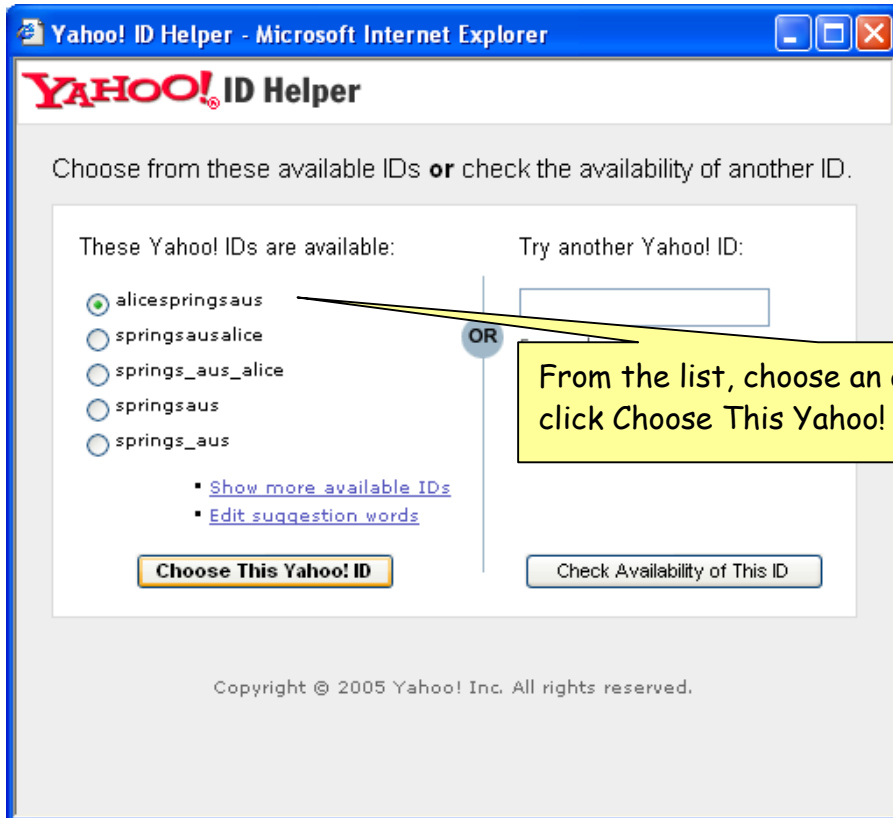 Yahoo! ID Helper - Microsoft Internet Explorer
YAHOO!® ID Helper
Choose from these available IDs or check the availability of another ID.
These Yahoo! IDs are available:
alicespringsaus
springsausalice
springs_aus_alice
springsaus
springs_aus
Show more available IDs
Edit suggestion words
Choose This Yahoo! ID
OR
Try another Yahoo! ID:
From the list, choose an
click Choose This Yahoo!
Check Availability of This ID
Copyright © 2005 Yahoo! Inc. All rights reserved.